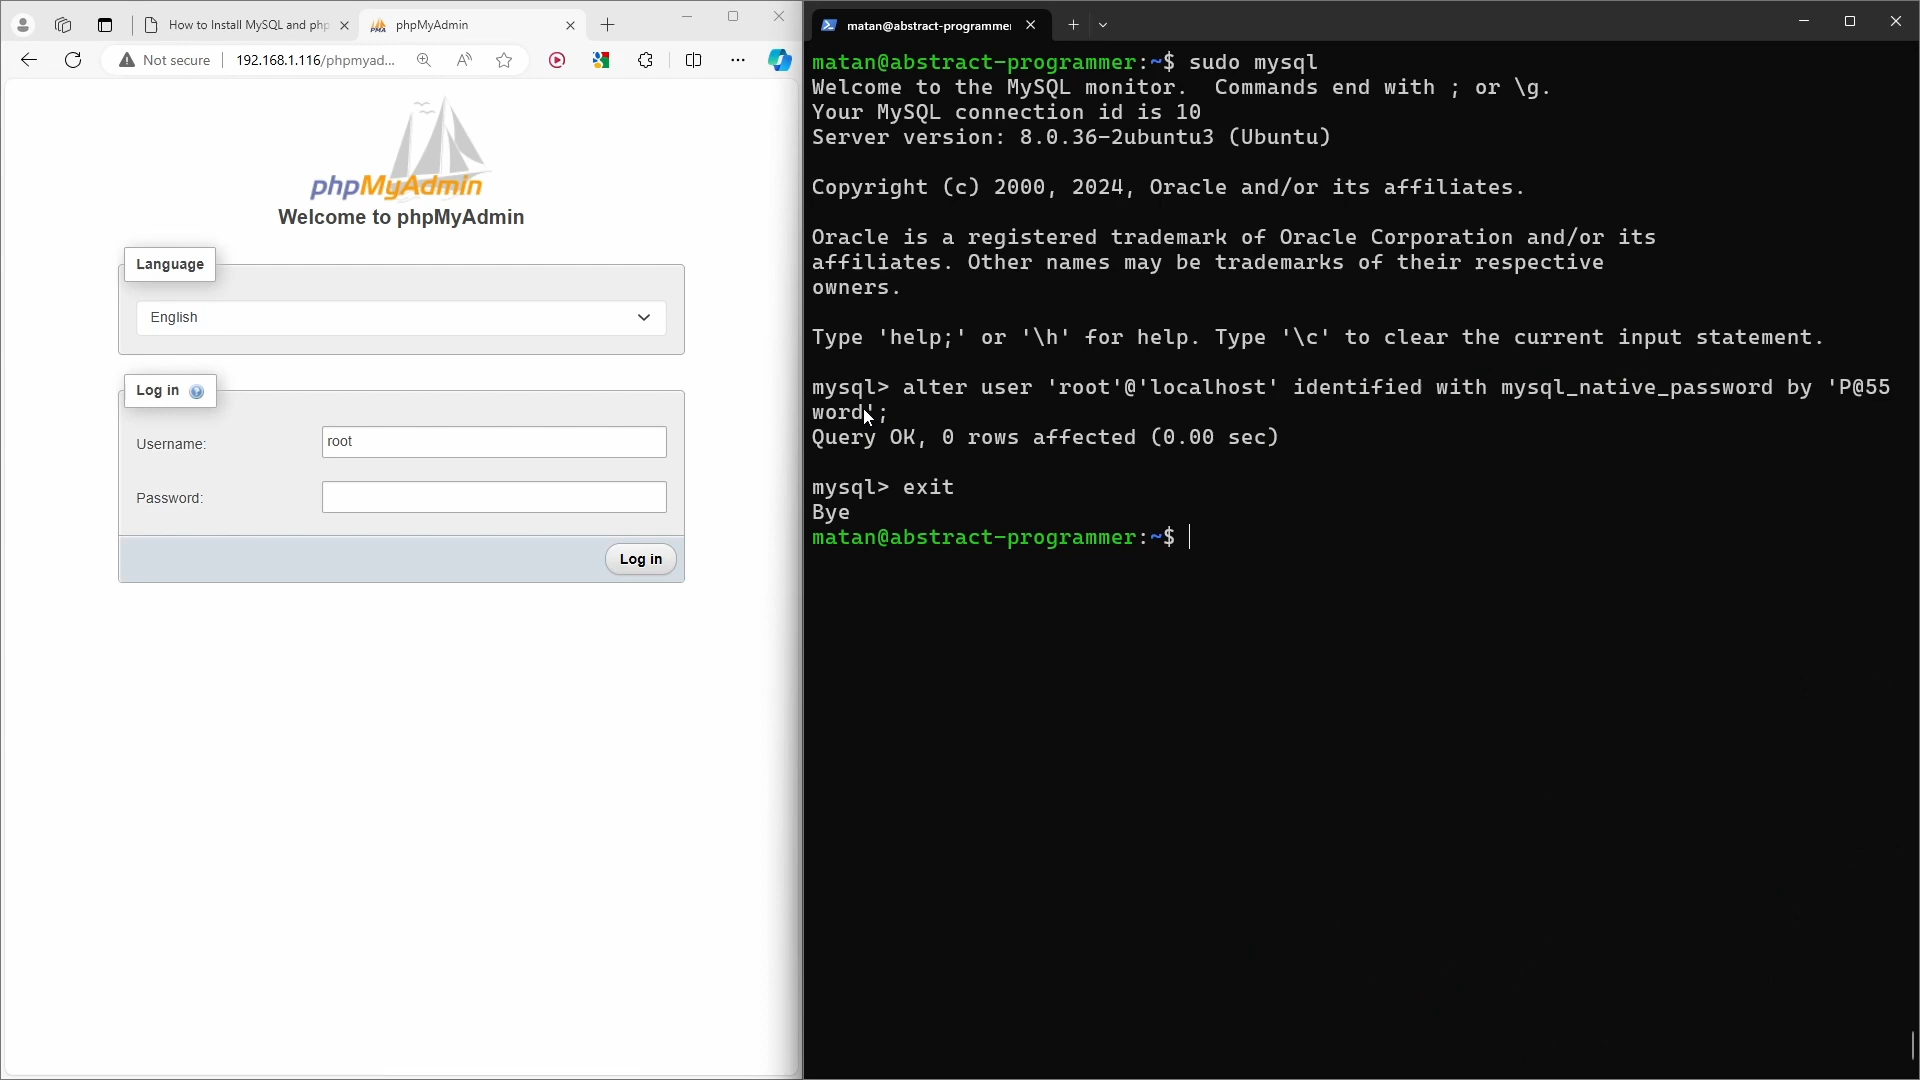 How to Install MySQL and php
phpMyAdmin
Not secure
192.168.1.116/phpmyad...
phpMyAdmin
Welcome to phpMyAdmin
Language
English
Log in
Username:
root
Password:
Log in
matan@abstract-programmer
matan@abstract-programmer:~$ sudo mysql
Welcome to the MySQL monitor.  Commands end with ; or \g.
Your MySQL connection id is 10
Server version: 8.0.36-2ubuntu3 (Ubuntu)
Copyright (c) 2000, 2024, Oracle and/or its affiliates.
Oracle is a registered trademark of Oracle Corporation and/or its
affiliates. Other names may be trademarks of their respective
owners.
Type 'help;' or '\h' for help. Type '\c' to clear the current input statement.
mysql> alter user 'root'@'localhost' identified with mysql_native_password by 'P@55
word';
Query OK, 0 rows affected (0.00 sec)
mysql> exit
Bye
matan@abstract-programmer:~$